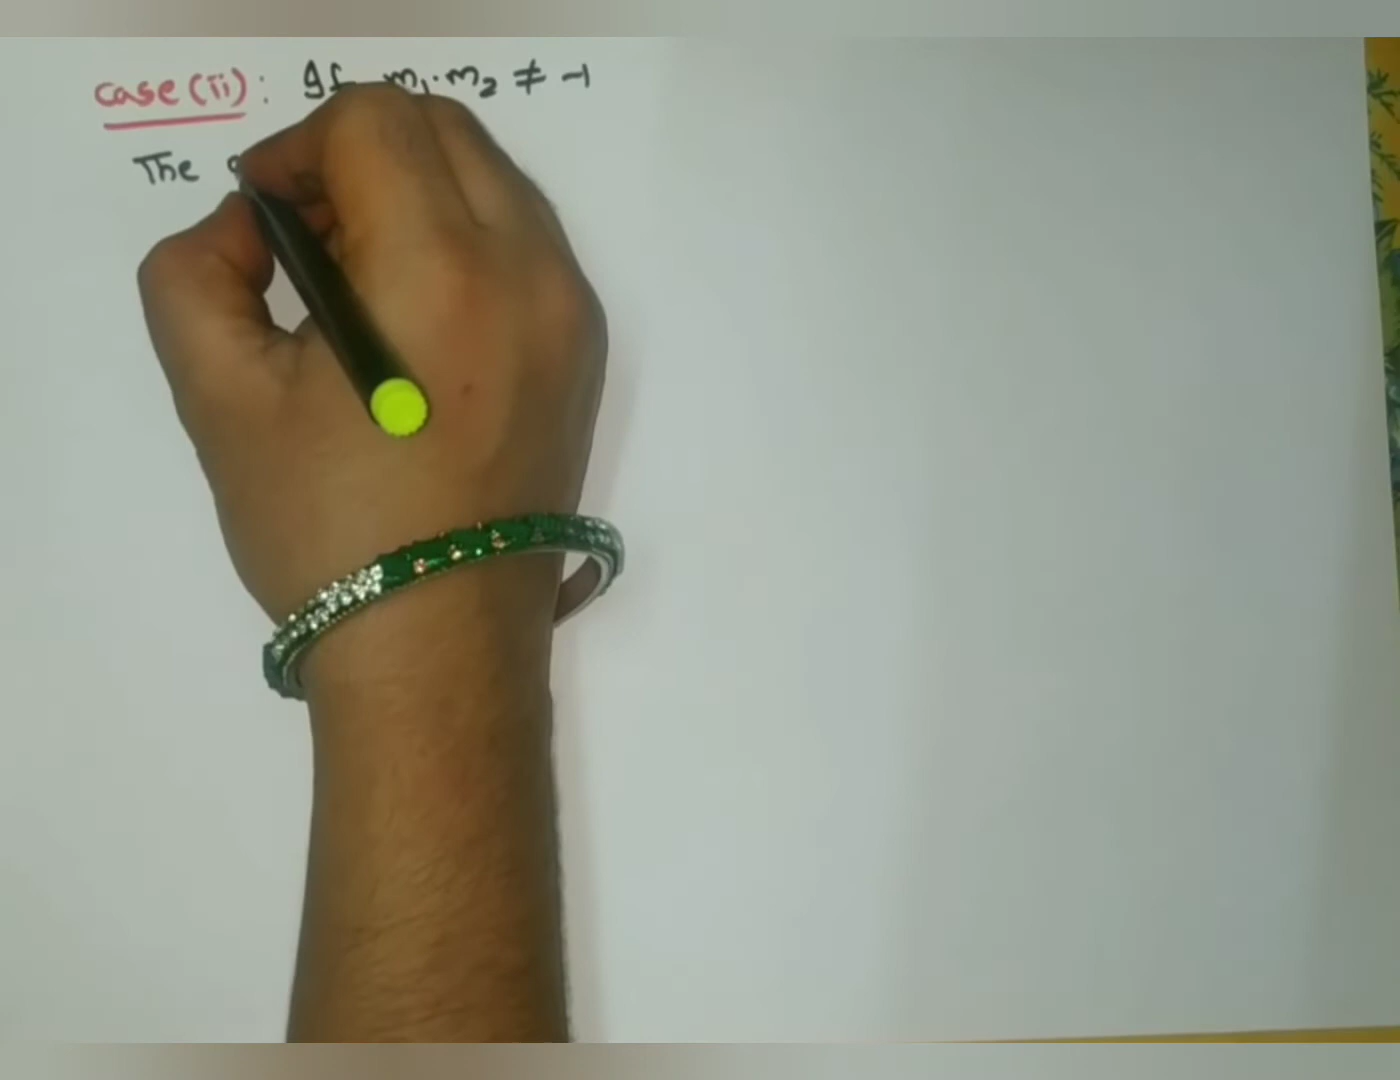 case (ii) : If m₁·m₂ ≠ -1
The